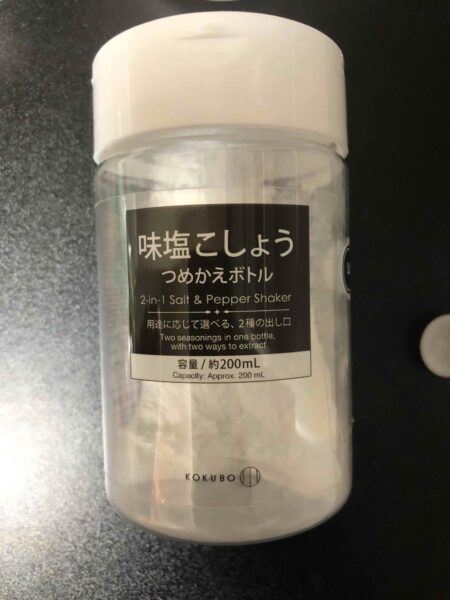 味塩こしょう
つめかえボトル
2-in-1 Salt & Pepper Shaker
用途に応じて選べる、2種の出し口
Two seasonings in one bottle,
with two ways to extract
容量/約200mL
Capacity: Approx. 200 mL
KOKUBO